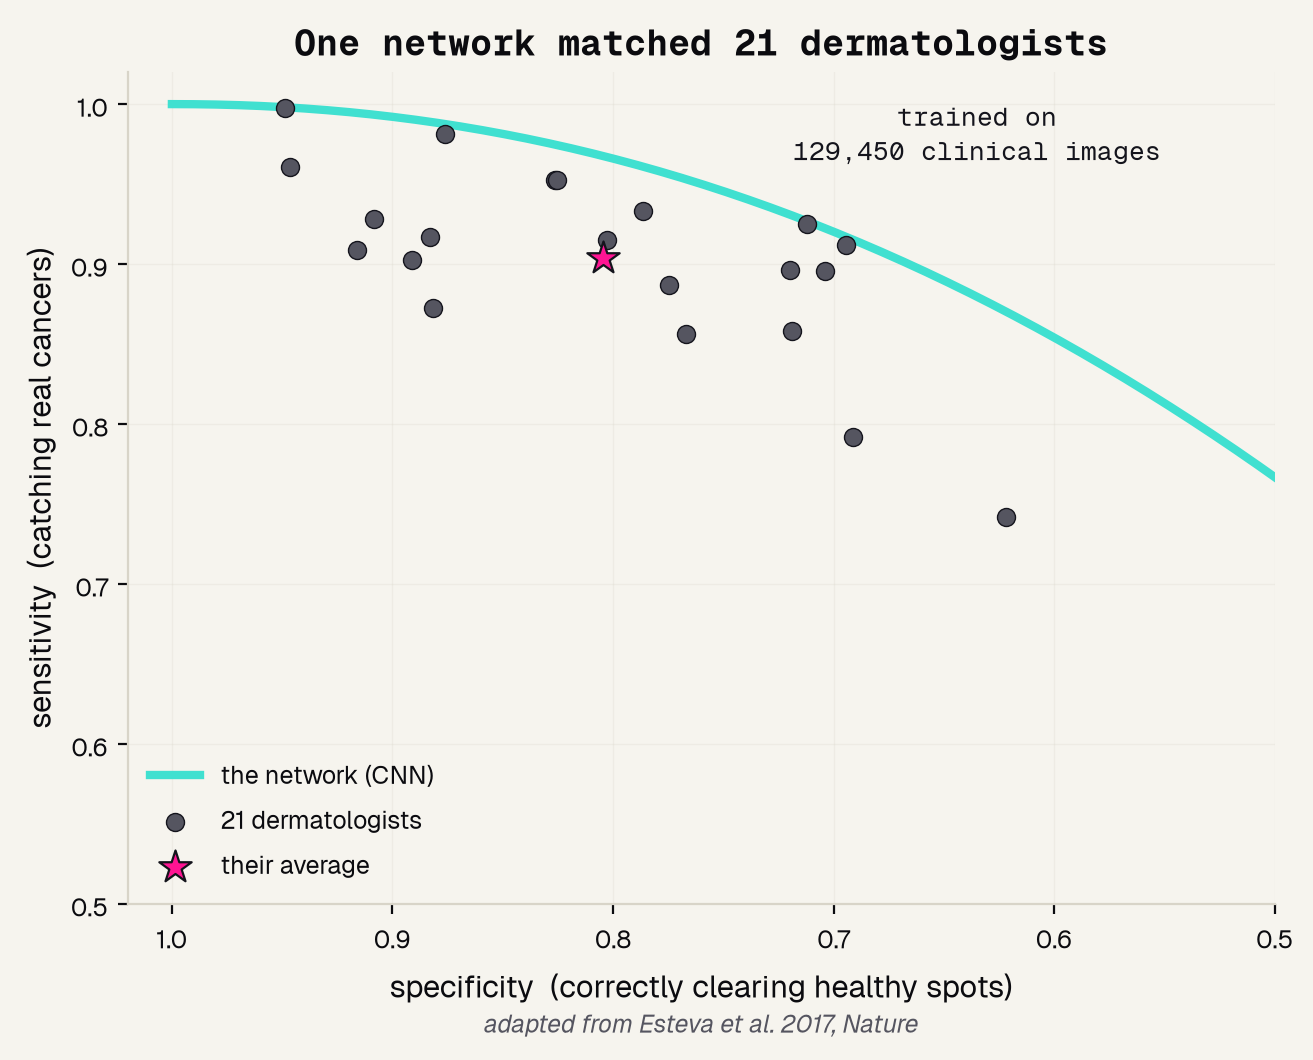 One network matched 21 dermatologists
trained on
129,450 clinical images
1.0
0.9
0.8
0.7
0.6
0.5
sensitivity (catching real cancers)
the network (CNN)
21 dermatologists
their average
1.0
0.9
0.8
0.7
0.6
0.5
specificity (correctly clearing healthy spots)
adapted from Esteva et al. 2017, Nature